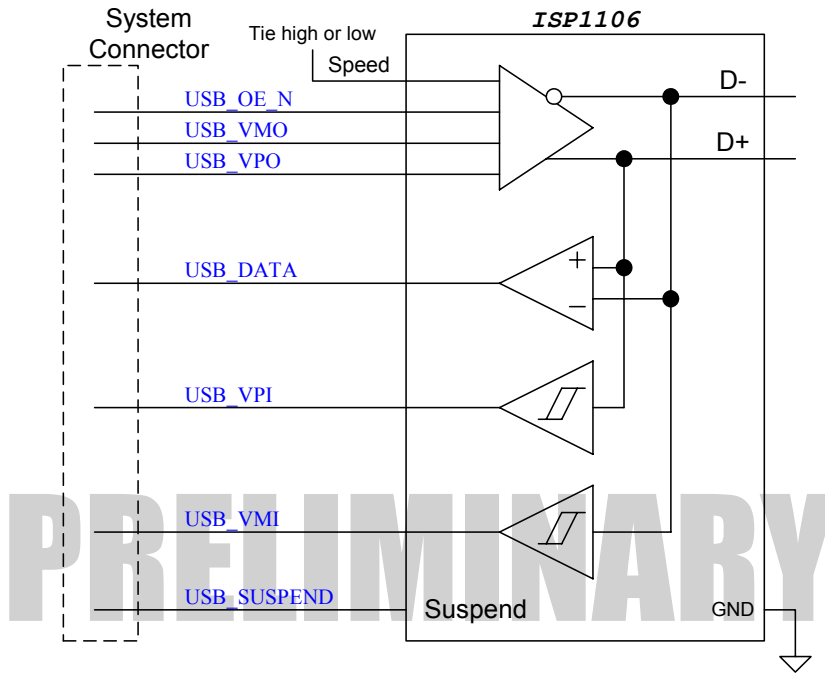 System
Connector
Tie high or low
ISP1106
Speed
D-
USB_OE_N
USB_VMO
D+
USB_VPO
USB_DATA
+
−
USB_VPI
PRELIMINARY
USB_VMI
USB_SUSPEND
Suspend
GND